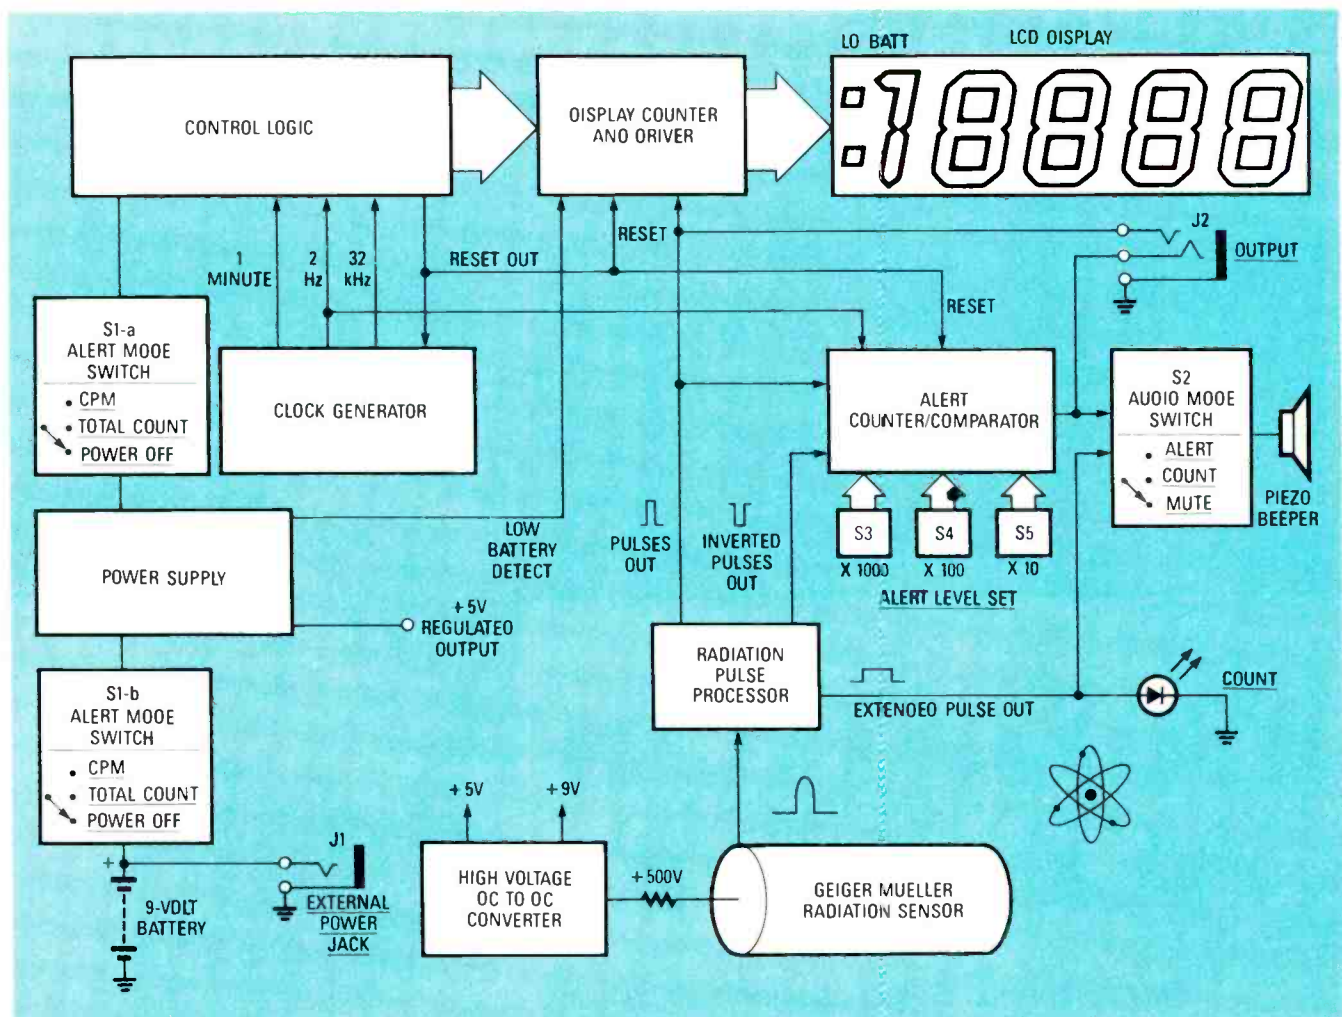 LO BATT
LCD OISPLAY
CONTROL LOGIC
DISPLAY COUNTER
AND ORIVER
:18888
1
MINUTE
2
Hz
32
kHz
RESET OUT
RESET
J2
OUTPUT
RESET
S1-a
ALERT MOOE
SWITCH
CPM
TOTAL COUNT
POWER OFF
CLOCK GENERATOR
ALERT
COUNTER/COMPARATOR
S2
AUDIO MOOE
SWITCH
ALERT
COUNT
MUTE
PIEZO
BEEPER
POWER SUPPLY
LOW
BATTERY
DETECT
PULSES
OUT
INVERTED
PULSES
OUT
S3
S4
S5
X 1000
X 100
X 10
ALERT LEVEL SET
+5V
REGULATEO
OUTPUT
S1-b
ALERT MOOE
SWITCH
CPM
TOTAL COUNT
POWER OFF
RADIATION
PULSE
PROCESSOR
EXTENOEO PULSE OUT
COUNT
+5V
+9V
+
J1
9-VOLT
BATTERY
EXTERNAL
POWER
JACK
HIGH VOLTAGE
OC TO OC
CONVERTER
+500V
GEIGER MUELLER
RADIATION SENSOR